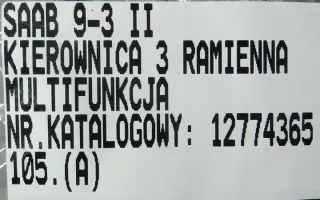 SAAB 9-3 II
KIEROWNICA 3 RAMIENNA
MULTIFUNKCJA
NR.KATALOGOWY: 12774365
105.(A)